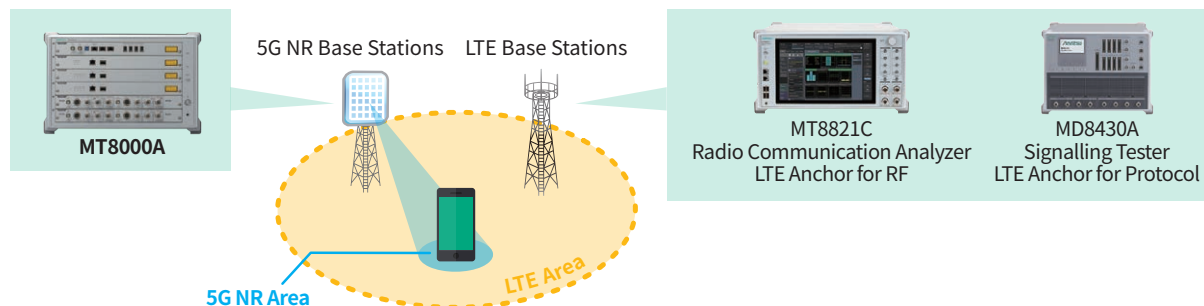 5G NR Base Stations
LTE Base Stations
MT8000A
MT8821C
Radio Communication Analyzer
LTE Anchor for RF
MD8430A
Signalling Tester
LTE Anchor for Protocol
LTE Area
5G NR Area